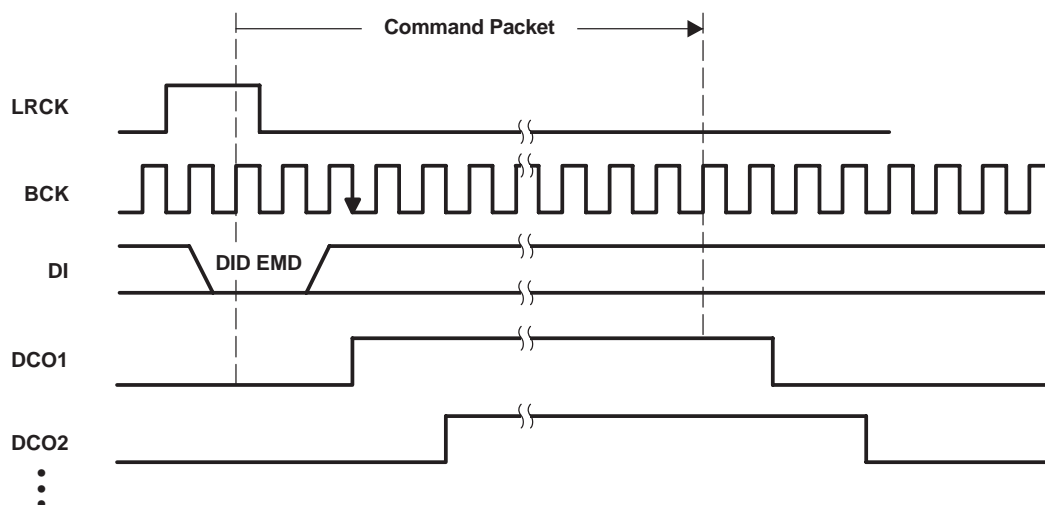 Command Packet
LRCK
BCK
DI
DID EMD
DCO1
DCO2